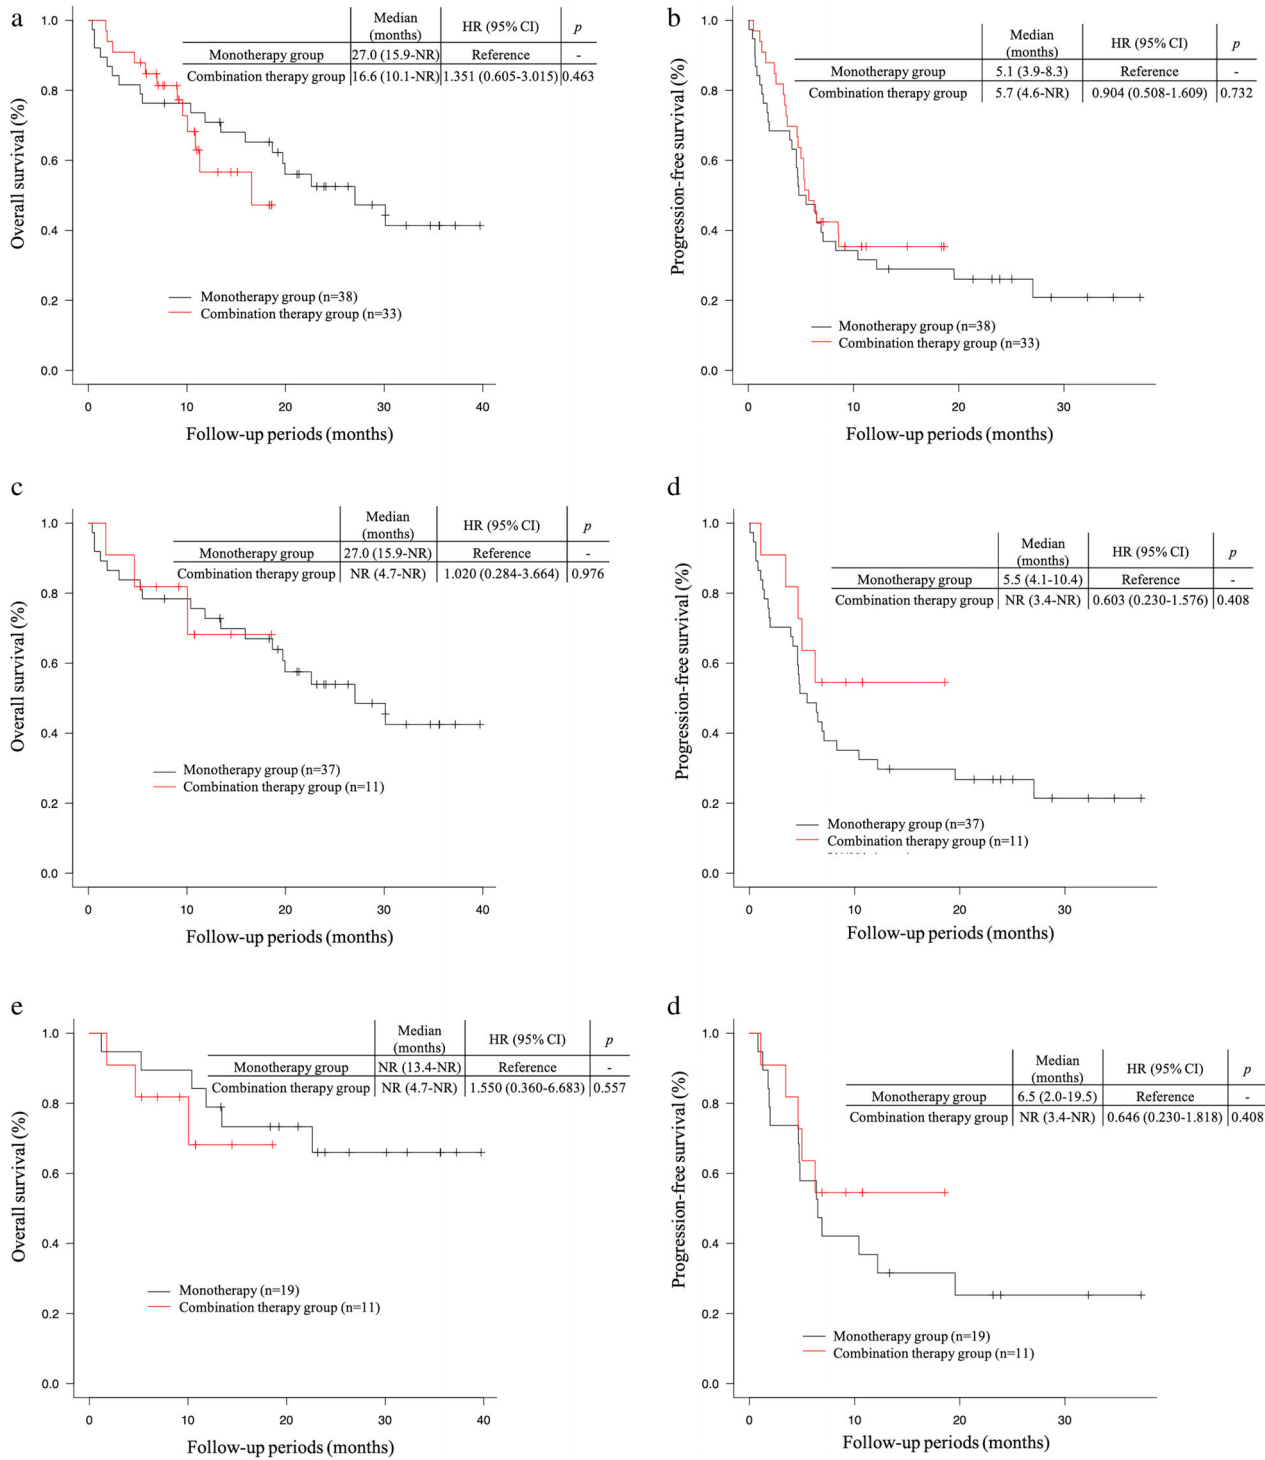 a
Median
(months)
HR (95% CI)
p
Monotherapy group
27.0 (15.9-NR)
Reference
-
Combination therapy group
16.6 (10.1-NR)
1.351 (0.605-3.015)
0.463
Overall survival (%)
1.0
0.8
0.6
0.4
0.2
0.0
Monotherapy group (n=38)
Combination therapy group (n=33)
0
10
20
30
40
Follow-up periods (months)
b
Median
(months)
HR (95% CI)
p
Monotherapy group
5.1 (3.9-8.3)
Reference
-
Combination therapy group
5.7 (4.6-NR)
0.904 (0.508-1.609)
0.732
Progression-free survival (%)
1.0
0.8
0.6
0.4
0.2
0.0
Monotherapy group (n=38)
Combination therapy group (n=33)
0
10
20
30
Follow-up periods (months)
c
Median
(months)
HR (95% CI)
p
Monotherapy group
27.0 (15.9-NR)
Reference
-
Combination therapy group
NR (4.7-NR)
1.020 (0.284-3.664)
0.976
Overall survival (%)
1.0
0.8
0.6
0.4
0.2
0.0
Monotherapy group (n=37)
Combination therapy group (n=11)
0
10
20
30
40
Follow-up periods (months)
d
Median
(months)
HR (95% CI)
p
Monotherapy group
5.5 (4.1-10.4)
Reference
-
Combination therapy group
NR (3.4-NR)
0.603 (0.230-1.576)
0.408
Progression-free survival (%)
1.0
0.8
0.6
0.4
0.2
0.0
Monotherapy group (n=37)
Combination therapy group (n=11)
0
10
20
30
Follow-up periods (months)
e
Median
(months)
HR (95% CI)
p
Monotherapy group
NR (13.4-NR)
Reference
-
Combination therapy group
NR (4.7-NR)
1.550 (0.360-6.683)
0.557
Overall survival (%)
1.0
0.8
0.6
0.4
0.2
0.0
Monotherapy (n=19)
Combination therapy group (n=11)
0
10
20
30
40
Follow-up periods (months)
d
Median
(months)
HR (95% CI)
p
Monotherapy group
6.5 (2.0-19.5)
Reference
-
Combination therapy group
NR (3.4-NR)
0.646 (0.230-1.818)
0.408
Progression-free survival (%)
1.0
0.8
0.6
0.4
0.2
0.0
Monotherapy group (n=19)
Combination therapy group (n=11)
0
10
20
30
Follow-up periods (months)